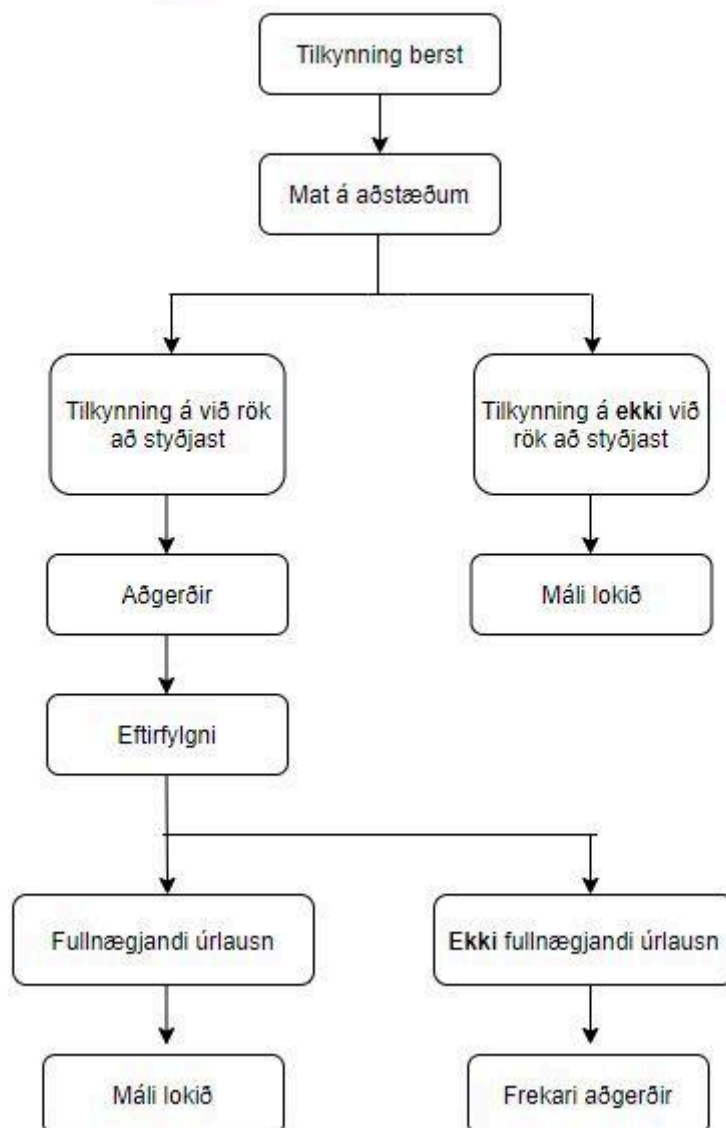 Tilkynning berst
Mat á aðstæðum
Tilkynning á við rök
að styðjast
Tilkynning á ekki við
rök að styðjast
Aðgerðir
Máli lokið
Eftirfylgni
Fullnægjandi úrlausn
Ekki fullnægjandi úrlausn
Máli lokið
Frekari aðgerðir